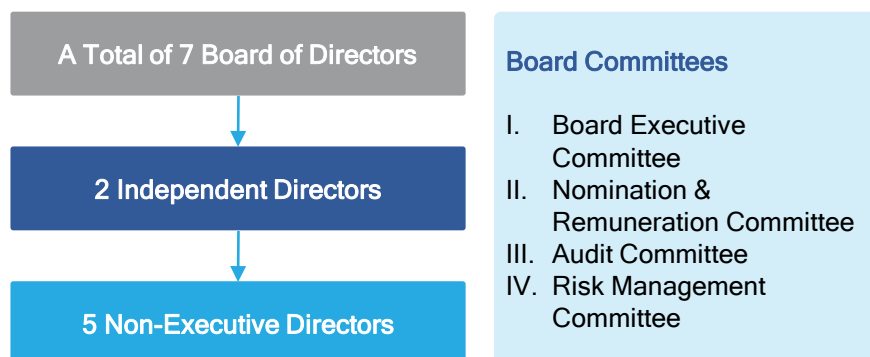 A Total of 7 Board of Directors
2 Independent Directors
5 Non-Executive Directors
Board Committees
I. Board Executive
Committee
II. Nomination &
Remuneration Committee
III. Audit Committee
IV. Risk Management
Committee